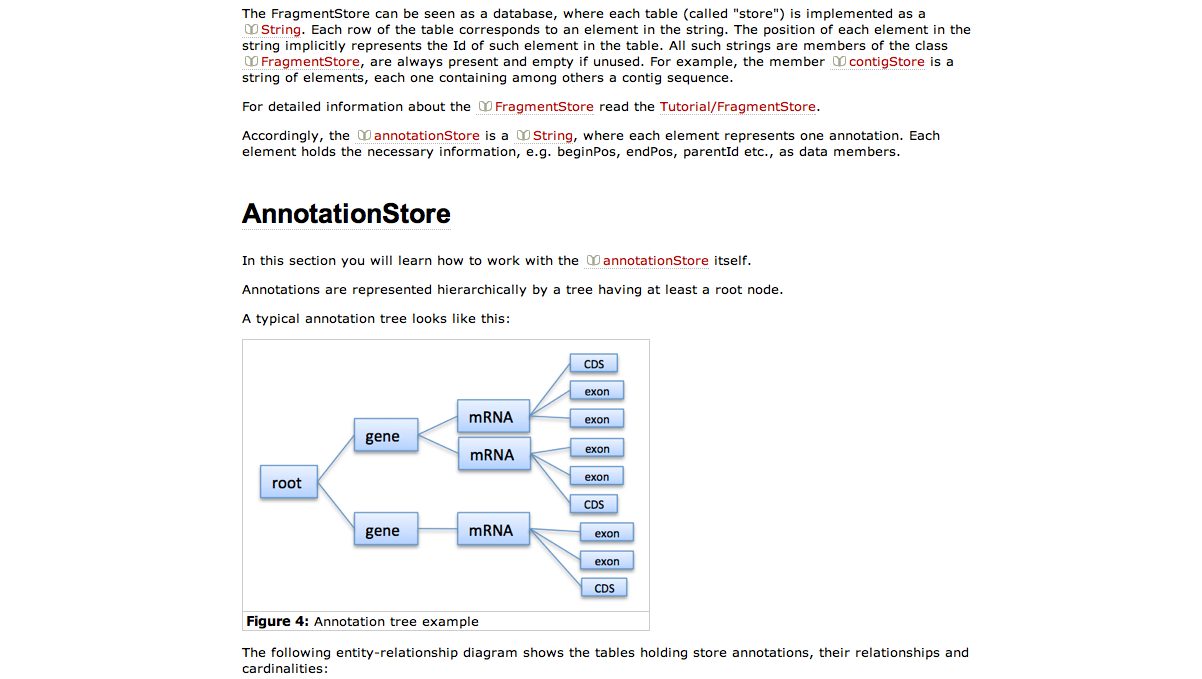 The FragmentStore can be seen as a database, where each table (called "store") is implemented as a
String. Each row of the table corresponds to an element in the string. The position of each element in the
string implicitly represents the Id of such element in the table. All such strings are members of the class
FragmentStore, are always present and empty if unused. For example, the member contigStore is a
string of elements, each one containing among others a contig sequence.
For detailed information about the FragmentStore read the Tutorial/FragmentStore.
Accordingly, the annotationStore is a String, where each element represents one annotation. Each
element holds the necessary information, e.g. beginPos, endPos, parentId etc., as data members.
AnnotationStore
In this section you will learn how to work with the annotationStore itself.
Annotations are represented hierarchically by a tree having at least a root node.
A typical annotation tree looks like this:
CDS
exon
mRNA
exon
gene
exon
mRNA
exon
root
CDS
gene
mRNA
exon
exon
CDS
Figure 4: Annotation tree example
The following entity-relationship diagram shows the tables holding store annotations, their relationships and
cardinalities: